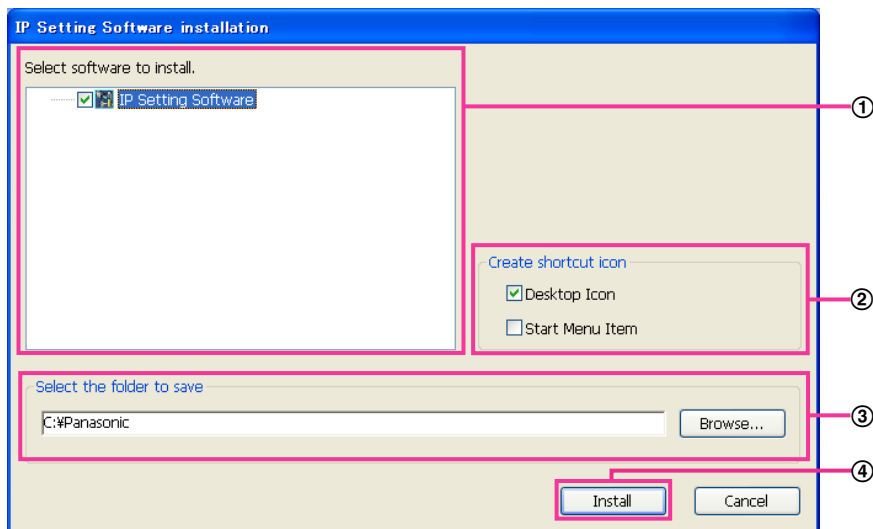 IP Setting Software installation
Select software to install.
IP Setting Software
①
Create shortcut icon
Desktop Icon
②
Start Menu Item
Select the folder to save
C:¥Panasonic
Browse...
③
④
Install
Cancel